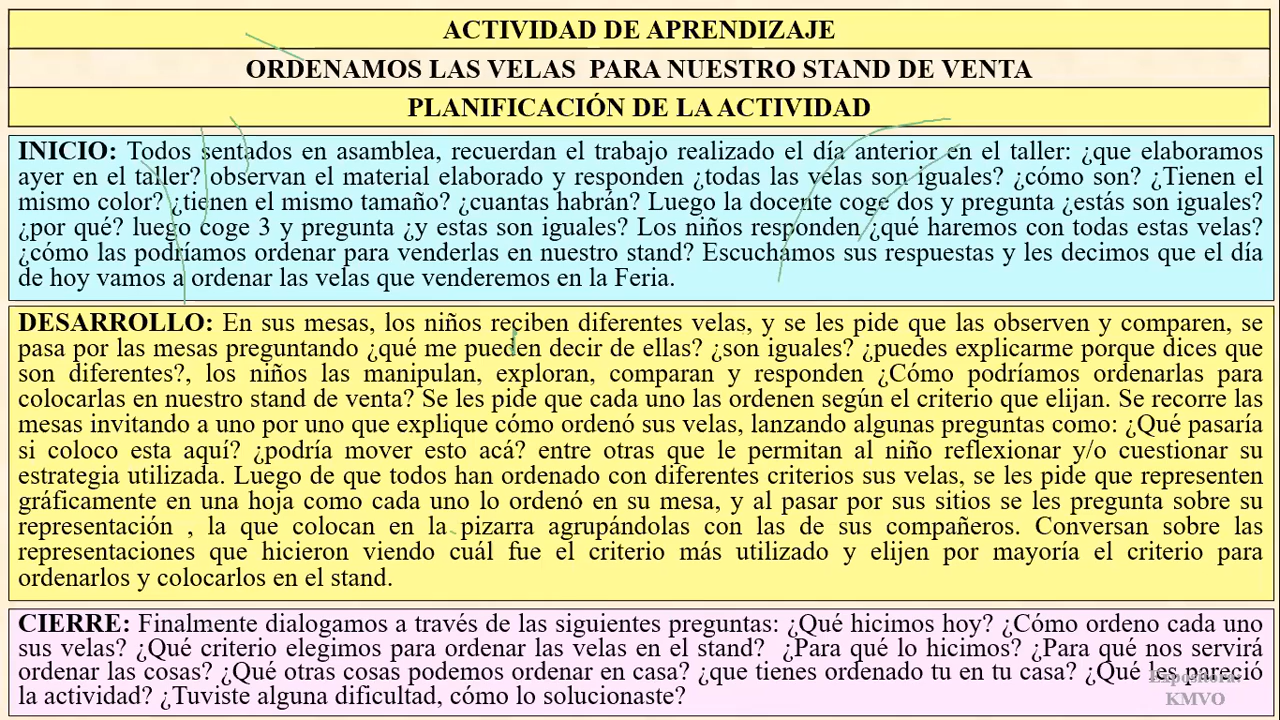 ACTIVIDAD DE APRENDIZAJE
ORDENAMOS LAS VELAS PARA NUESTRO STAND DE VENTA
PLANIFICACIÓN DE LA ACTIVIDAD
INICIO: Todos sentados en asamblea, recuerdan el trabajo realizado el día anterior en el taller: ¿que elaboramos
ayer en el taller? observan el material elaborado y responden ¿todas las velas son iguales? ¿cómo son? ¿Tienen el
mismo color? ¿tienen el mismo tamaño? ¿cuantas habrán? Luego la docente coge dos y pregunta ¿estás son iguales?
¿por qué? luego coge 3 y pregunta ¿y estas son iguales? Los niños responden ¿qué haremos con todas estas velas?
¿cómo las podríamos ordenar para venderlas en nuestro stand? Escuchamos sus respuestas y les decimos que el día
de hoy vamos a ordenar las velas que venderemos en la Feria.
DESARROLLO: En sus mesas, los niños reciben diferentes velas, y se les pide que las observen y comparen, se
pasa por las mesas preguntando ¿qué me pueden decir de ellas? ¿son iguales? ¿puedes explicarme porque dices que
son diferentes?, los niños las manipulan, exploran, comparan y responden ¿Cómo podríamos ordenarlas para
colocarlas en nuestro stand de venta? Se les pide que cada uno las ordenen según el criterio que elijan. Se recorre las
mesas invitando a uno por uno que explique cómo ordenó sus velas, lanzando algunas preguntas como: ¿Qué pasaría
si coloco esta aquí? ¿podría mover esto acá? entre otras que le permitan al niño reflexionar y/o cuestionar su
estrategia utilizada. Luego de que todos han ordenado con diferentes criterios sus velas, se les pide que representen
gráficamente en una hoja como cada uno lo ordenó en su mesa, y al pasar por sus sitios se les pregunta sobre su
representación , la que colocan en la pizarra agrupándolas con las de sus compañeros. Conversan sobre las
representaciones que hicieron viendo cuál fue el criterio más utilizado y elijen por mayoría el criterio para
ordenarlos y colocarlos en el stand.
CIERRE: Finalmente dialogamos a través de las siguientes preguntas: ¿Qué hicimos hoy? ¿Cómo ordeno cada uno
sus velas? ¿Qué criterio elegimos para ordenar las velas en el stand? ¿Para qué lo hicimos? ¿Para qué nos servirá
ordenar las cosas? ¿Qué otras cosas podemos ordenar en casa? ¿que tienes ordenado tu en tu casa? ¿Qué les pareció
la actividad? ¿Tuviste alguna dificultad, cómo lo solucionaste?
Expositora:
KMVO